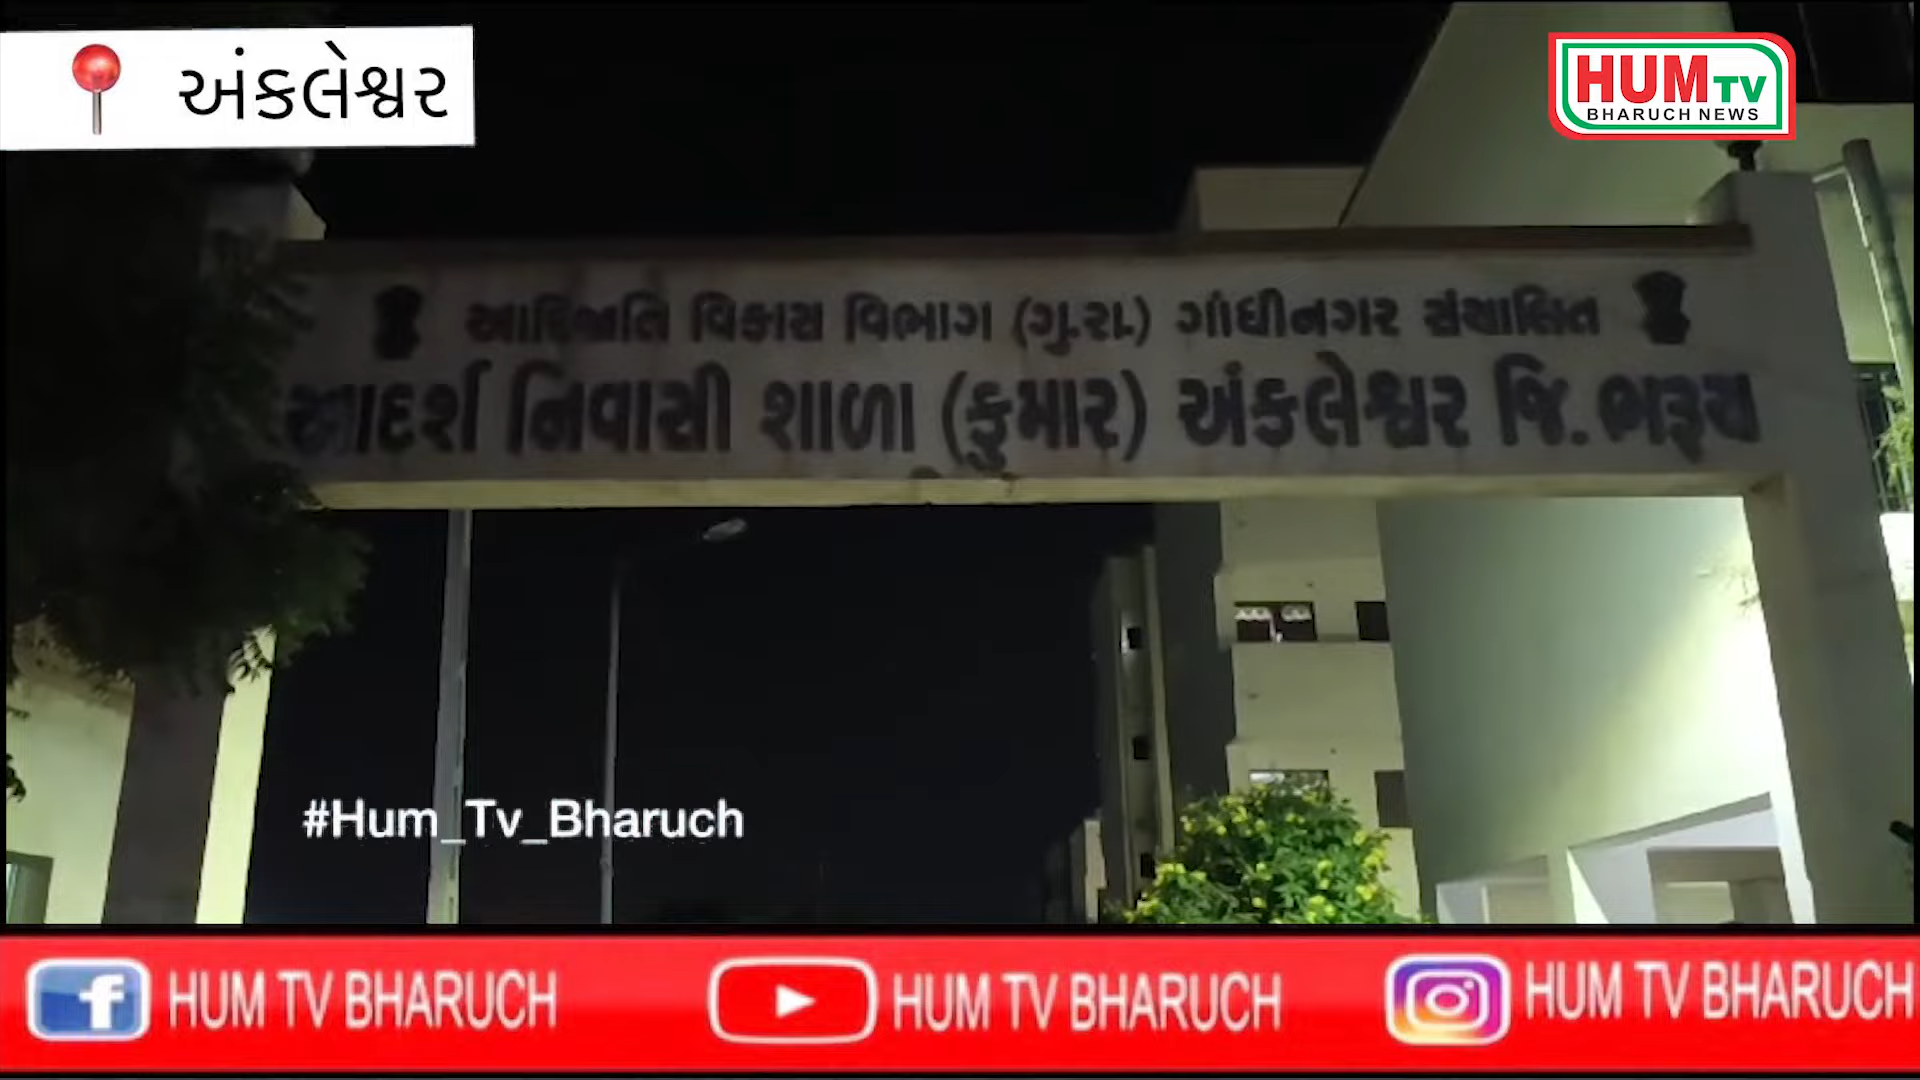 અંકલેશ્વર
HUM TV
BHARUCH NEWS
આદિજાતિ વિકાસ વિભાગ (ગુ.રા.) ગાંધીનગર સંચાલિત
આદર્શ નિવાસી શાળા (કુમાર) અંકલેશ્વર જિ. ભરૂચ
#Hum_Tv_Bharuch
HUM TV BHARUCH
HUM TV BHARUCH
HUM TV BHARUCH